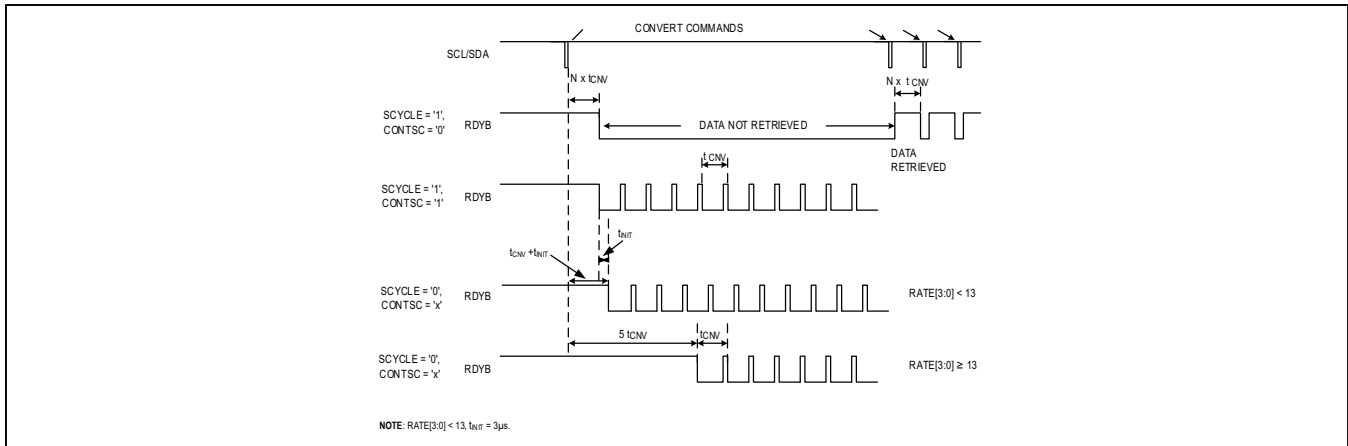 CONVERT COMMANDS
SCL/SDA
N x tCNV
N x tCNV
SCYCLE = '1',
CONTSC = '0'
RDYB
DATA NOT RETRIEVED
DATA
RETRIEVED
tCNV
SCYCLE = '1',
CONTSC = '1'
RDYB
tINIT
tCNV +tINIT
SCYCLE = '0',
CONTSC = 'x'
RDYB
RATE[3:0] < 13
5 tCNV
tCNV
SCYCLE = '0',
CONTSC = 'x'
RDYB
RATE[3:0] ≥ 13
NOTE: RATE[3:0] < 13, tINIT = 3µs.